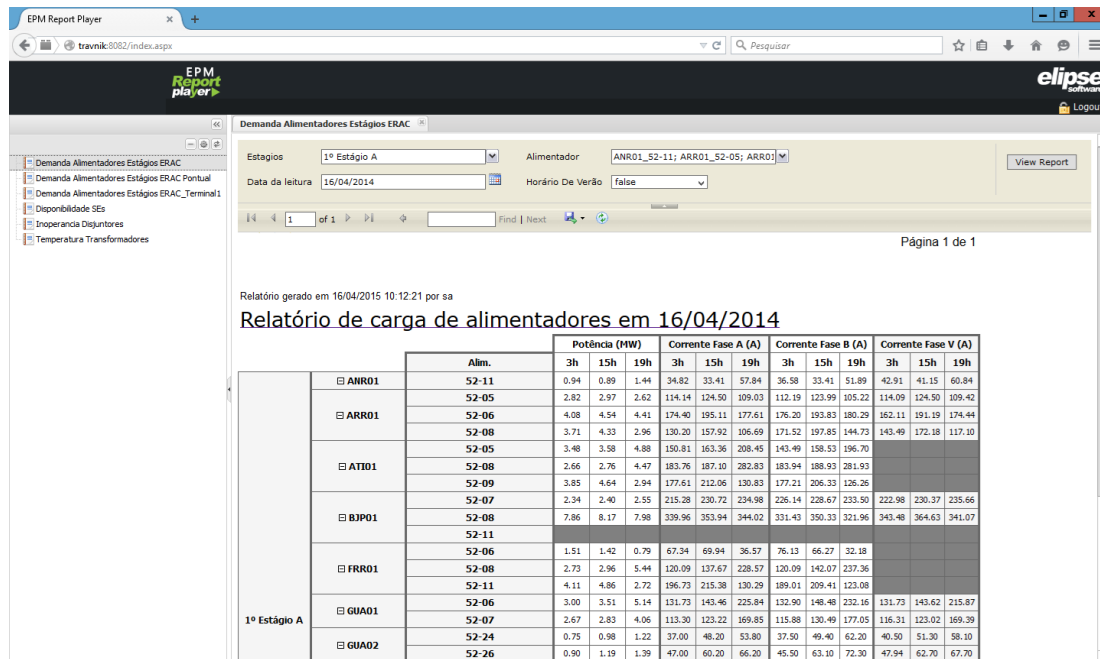 EPM Report Player
travnik:8082/index.aspx
Pesquisar
EPM
Report
player
elipse
software
Logout
Demanda Alimentadores Estágios ERAC
Demanda Alimentadores Estágios ERAC Pontual
Demanda Alimentadores Estágios ERAC_Terminal1
Disponibilidade SEs
Inoperancia Disjuntores
Temperatura Transformadores
Demanda Alimentadores Estágios ERAC
Estagios 1º Estágio A Alimentador ANR01_52-11; ARR01_52-05; ARR01 View Report
Data da leitura 16/04/2014 Horário De Verão false
1 of 1 Find | Next
Página 1 de 1
Relatório gerado em 16/04/2015 10:12:21 por sa
Relatório de carga de alimentadores em 16/04/2014
Potência (MW) Corrente Fase A (A) Corrente Fase B (A) Corrente Fase V (A)
Alim. 3h 15h 19h 3h 15h 19h 3h 15h 19h 3h 15h 19h
ANR01 52-11 0.94 0.89 1.44 34.82 33.41 57.84 36.58 33.41 51.89 42.91 41.15 60.84
52-05 2.82 2.97 2.62 114.14 124.50 109.03 112.19 123.99 105.22 114.09 124.50 109.42
ARR01 52-06 4.08 4.54 4.41 174.40 195.11 177.61 176.20 193.83 180.29 162.11 191.19 174.44
52-08 3.71 4.33 2.96 130.20 157.92 106.69 171.52 197.85 144.73 143.49 172.18 117.10
52-05 3.48 3.58 4.88 150.81 163.36 208.45 143.49 158.53 196.70
ATI01 52-08 2.66 2.76 4.47 183.76 187.10 282.83 183.94 188.93 281.93
52-09 3.85 4.64 2.94 177.61 212.06 130.83 177.21 206.33 126.26
52-07 2.34 2.40 2.55 215.28 230.72 234.98 226.14 228.67 233.50 222.98 230.37 235.66
BJP01 52-08 7.86 8.17 7.98 339.96 353.94 344.02 331.43 350.33 321.96 343.48 364.63 341.07
52-11
52-06 1.51 1.42 0.79 67.34 69.94 36.57 76.13 66.27 32.18
FRR01 52-08 2.73 2.96 5.44 120.09 137.67 228.57 120.09 142.07 237.36
52-11 4.11 4.86 2.72 196.73 215.38 130.29 189.01 209.41 123.08
GUA01 52-06 3.00 3.51 5.14 131.73 143.46 225.84 132.90 148.48 232.16 131.73 143.62 215.87
1º Estágio A 52-07 2.67 2.83 4.06 113.30 123.22 169.85 115.88 130.49 177.05 116.31 123.02 169.39
GUA02 52-24 0.75 0.98 1.22 37.00 48.20 53.80 37.50 49.40 62.20 40.50 51.30 58.10
52-26 0.90 1.19 1.39 47.00 60.20 66.20 45.50 63.10 72.30 47.94 62.70 67.70